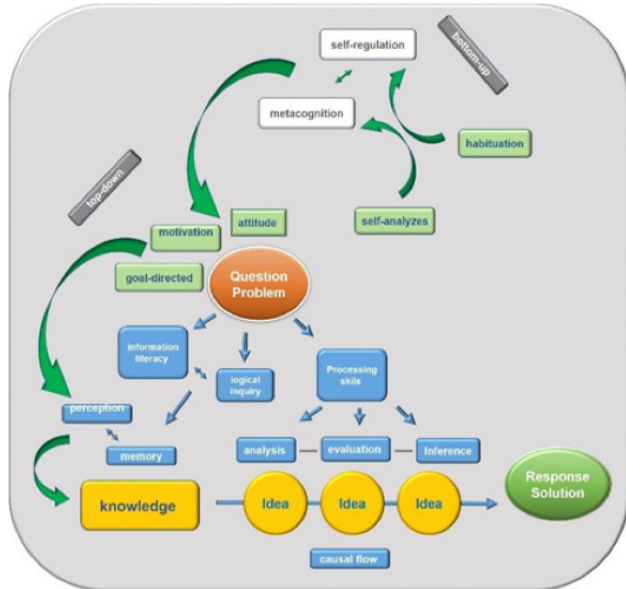 self-regulation
bottom-up
metacognition
habituation
top-down
self-analyzes
attitude
motivation
goal-directed
Question
Problem
information
literacy
logical
inquiry
Processing
skils
perception
memory
analysis
evaluation
Inference
knowledge
Idea
Idea
Idea
Response
Solution
causal flow